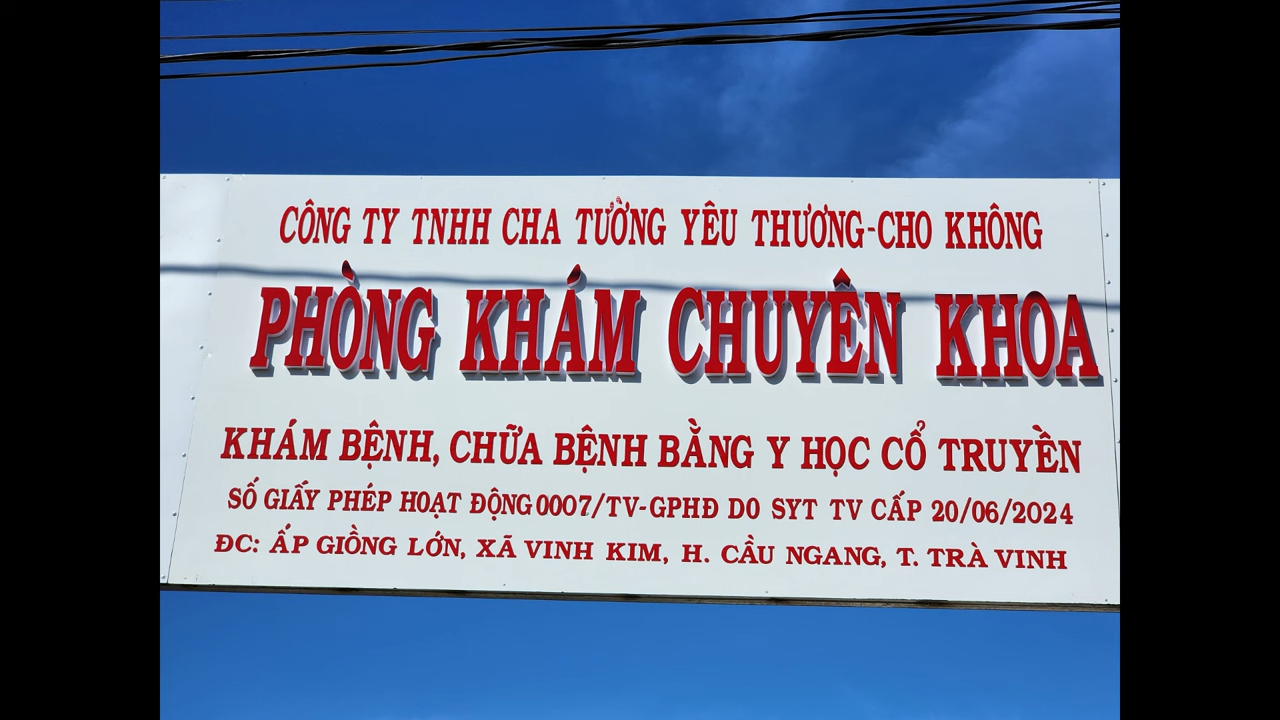 CÔNG TY TNHH CHA TƯỞNG YÊU THƯƠNG-CHO KHÔNG
PHÒNG KHÁM CHUYÊN KHOA
KHÁM BỆNH, CHỮA BỆNH BẰNG Y HỌC CỔ TRUYỀN
SỐ GIẤY PHÉP HOẠT ĐỘNG 0007/TV-GPHĐ DO SYT TV CẤP 20/06/2024
ĐC: ẤP GIỒNG LỚN, XÃ VINH KIM, H. CẦU NGANG, T. TRÀ VINH